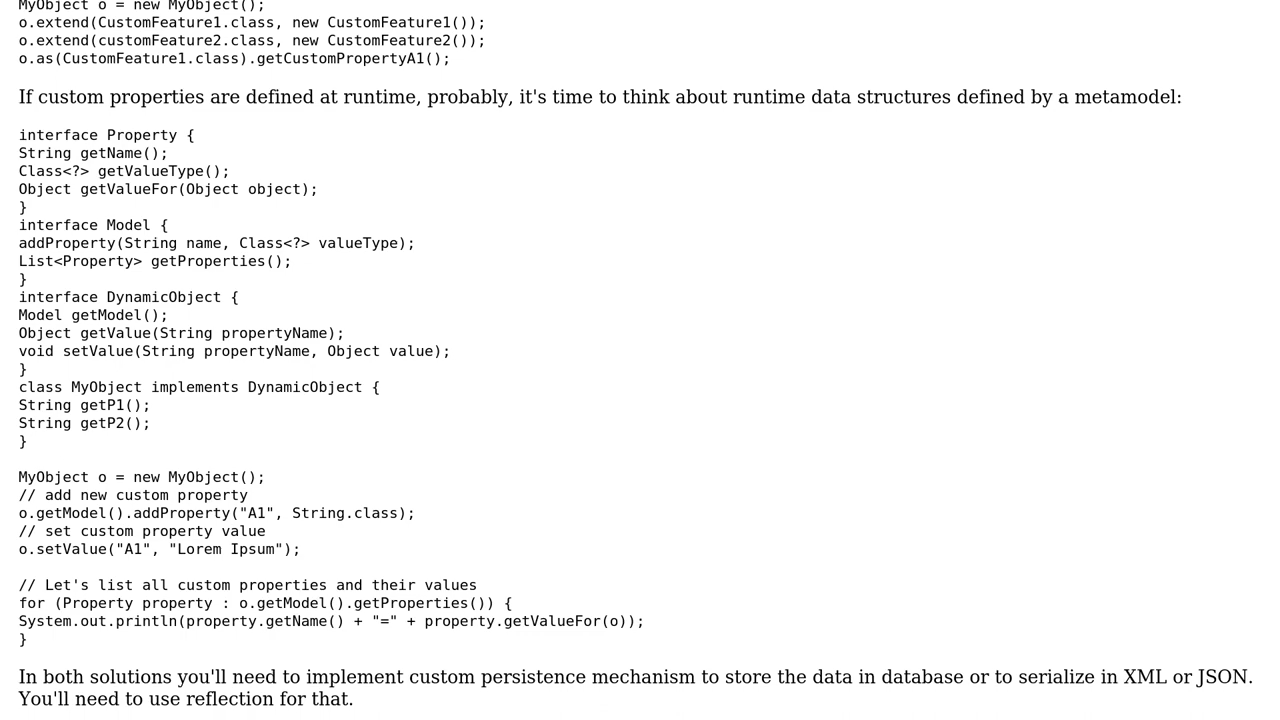 MyObject o = new MyObject();
o.extend(CustomFeature1.class, new CustomFeature1());
o.extend(customFeature2.class, new CustomFeature2());
o.as(CustomFeature1.class).getCustomPropertyA1();
If custom properties are defined at runtime, probably, it's time to think about runtime data structures defined by a metamodel:
interface Property {
String getName();
Class<?> getValueType();
Object getValueFor(Object object);
}
interface Model {
addProperty(String name, Class<?> valueType);
List<Property> getProperties();
}
interface DynamicObject {
Model getModel();
Object getValue(String propertyName);
void setValue(String propertyName, Object value);
}
class MyObject implements DynamicObject {
String getP1();
String getP2();
}
MyObject o = new MyObject();
// add new custom property
o.getModel().addProperty("A1", String.class);
// set custom property value
o.setValue("A1", "Lorem Ipsum");
// Let's list all custom properties and their values
for (Property property : o.getModel().getProperties()) {
System.out.println(property.getName() + "=" + property.getValueFor(o));
}
In both solutions you'll need to implement custom persistence mechanism to store the data in database or to serialize in XML or JSON.
You'll need to use reflection for that.